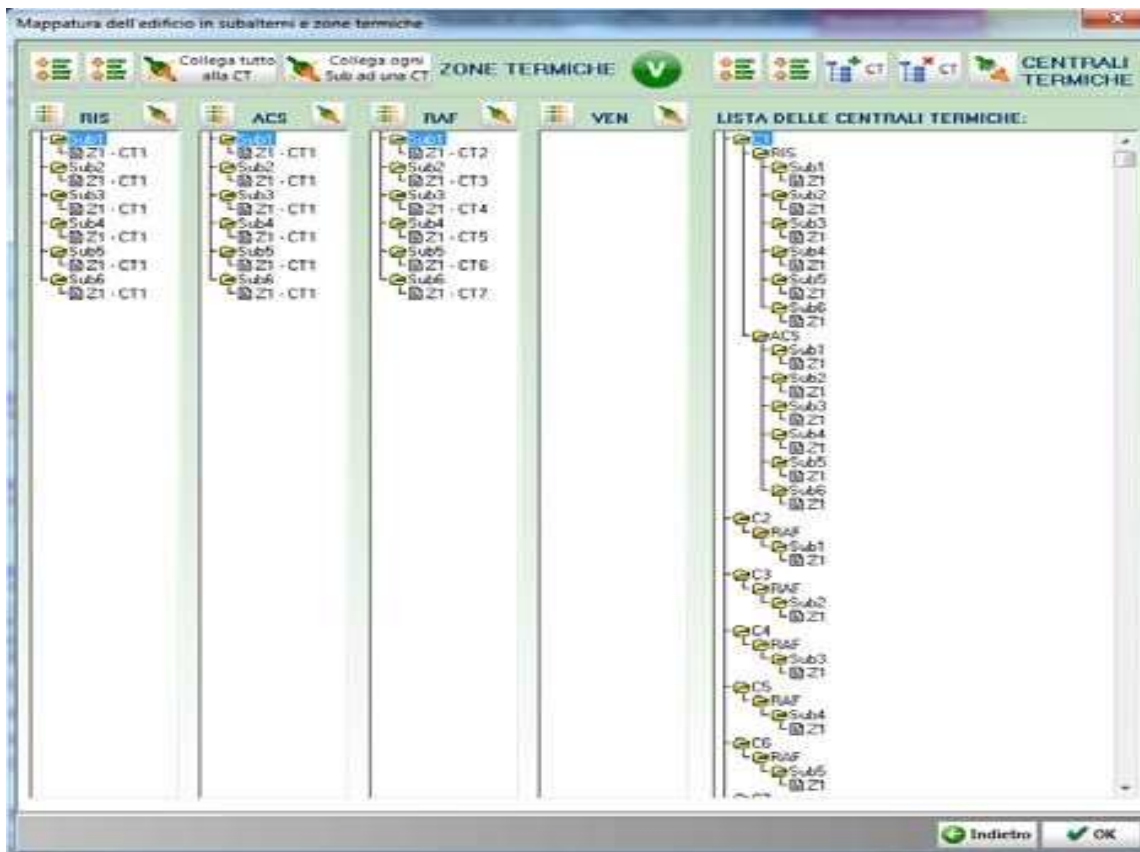 Mappatura dell'edificio in subalterni e zone termiche
Collega tutto
alla CT
Collega ogni
Sub ad una CT
ZONE TERMICHE
V
CT
CT
CENTRALI
TERMICHE
RIS
Sub1
Z1 - CT1
Sub2
Z1 - CT1
Sub3
Z1 - CT1
Sub4
Z1 - CT1
Sub5
Z1 - CT1
Sub6
Z1 - CT1
ACS
Sub1
Z1 - CT1
Sub2
Z1 - CT1
Sub3
Z1 - CT1
Sub4
Z1 - CT1
Sub5
Z1 - CT1
Sub6
Z1 - CT1
RAF
Sub1
Z1 - CT2
Sub2
Z1 - CT3
Sub3
Z1 - CT4
Sub4
Z1 - CT5
Sub5
Z1 - CT6
Sub6
Z1 - CT7
VEN
LISTA DELLE CENTRALI TERMICHE:
C1
RIS
Sub1
Z1
Sub2
Z1
Sub3
Z1
Sub4
Z1
Sub5
Z1
Sub6
Z1
ACS
Sub1
Z1
Sub2
Z1
Sub3
Z1
Sub4
Z1
Sub5
Z1
Sub6
Z1
C2
RAF
Sub1
Z1
C3
RAF
Sub2
Z1
C4
RAF
Sub3
Z1
C5
RAF
Sub4
Z1
C6
RAF
Sub5
Z1
Indietro
OK